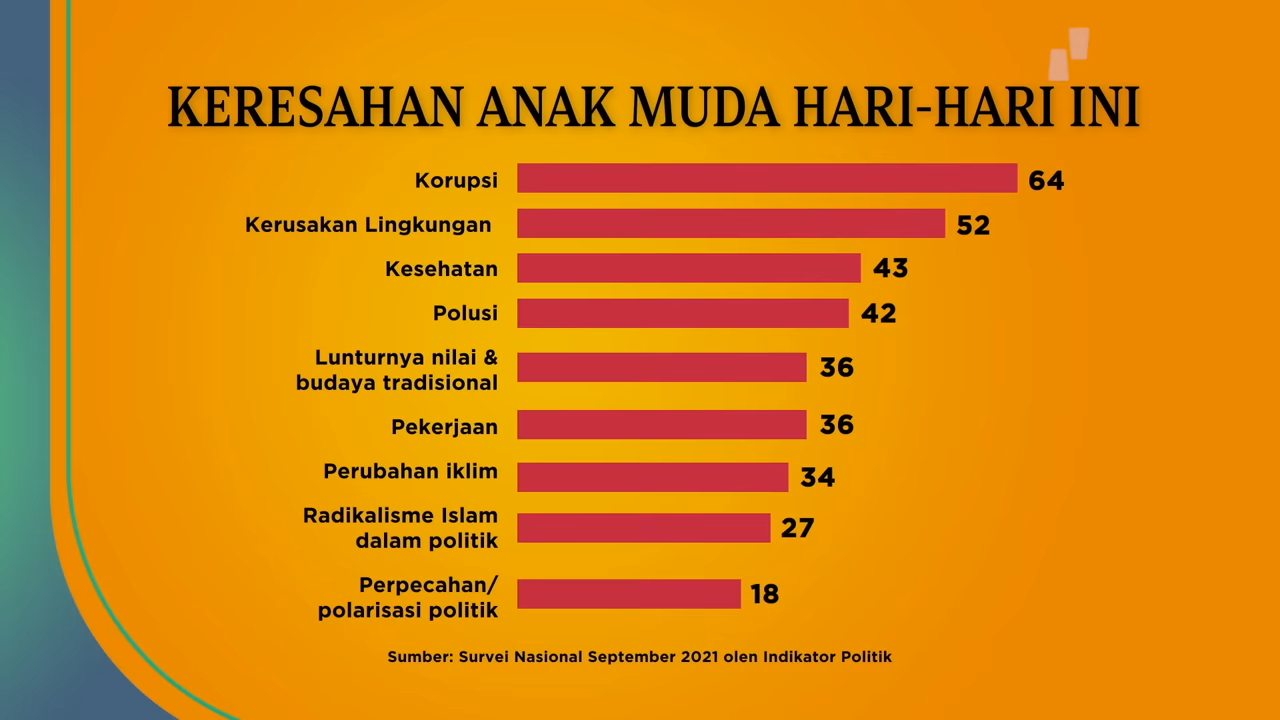 KERESAHAN ANAK MUDA HARI-HARI INI
Korupsi 64
Kerusakan Lingkungan 52
Kesehatan 43
Polusi 42
Lunturnya nilai &
budaya tradisional 36
Pekerjaan 36
Perubahan iklim 34
Radikalisme Islam
dalam politik 27
Perpecahan/
polarisasi politik 18
Sumber: Survei Nasional September 2021 olen Indikator Politik